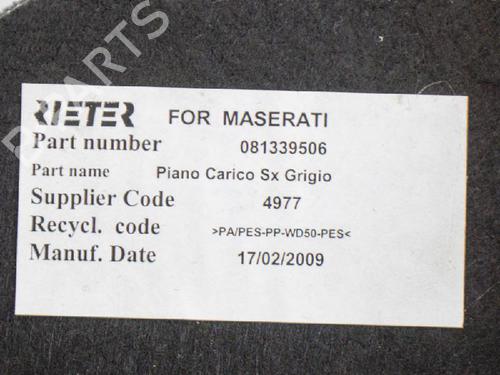 RIETER FOR MASERATI
Part number 081339506
Part name Piano Carico Sx Grigio
Supplier Code 4977
Recycl. code >PA/PES-PP-WD50-PES<
Manuf. Date 17/02/2009